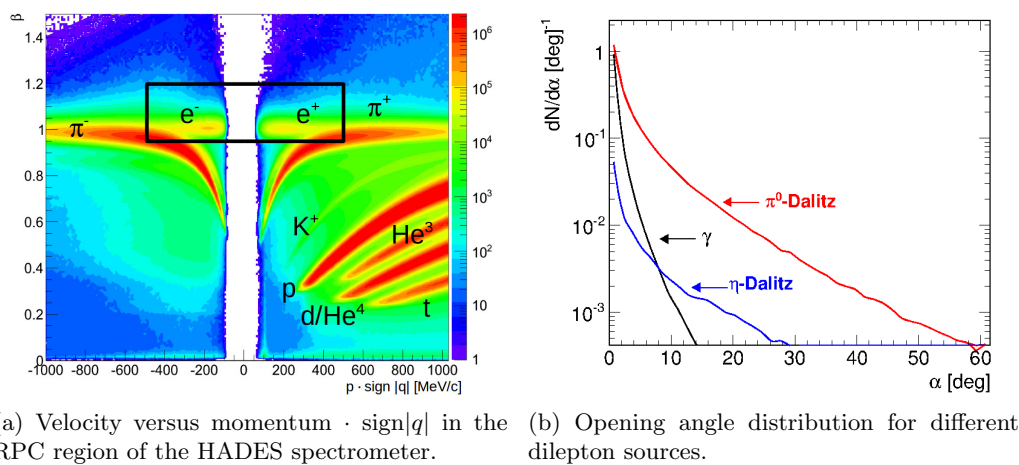 β
1.4
1.2
1
0.8
0.6
0.4
0.2
0
-1000 -800 -600 -400 -200 0 200 400 600 800 1000
p · sign |q| [MeV/c]
10⁶
10⁵
10⁴
10³
10²
10
1
e⁻ e⁺ π⁺
π⁻
K⁺
He³
p
d/He⁴
t
dN/dα [deg]⁻¹
1
10⁻¹
10⁻²
10⁻³
π⁰-Dalitz
γ
η-Dalitz
0 10 20 30 40 50 60
α [deg]
a) Velocity versus momentum · sign|q| in the
RPC region of the HADES spectrometer.
(b) Opening angle distribution for different
dilepton sources.